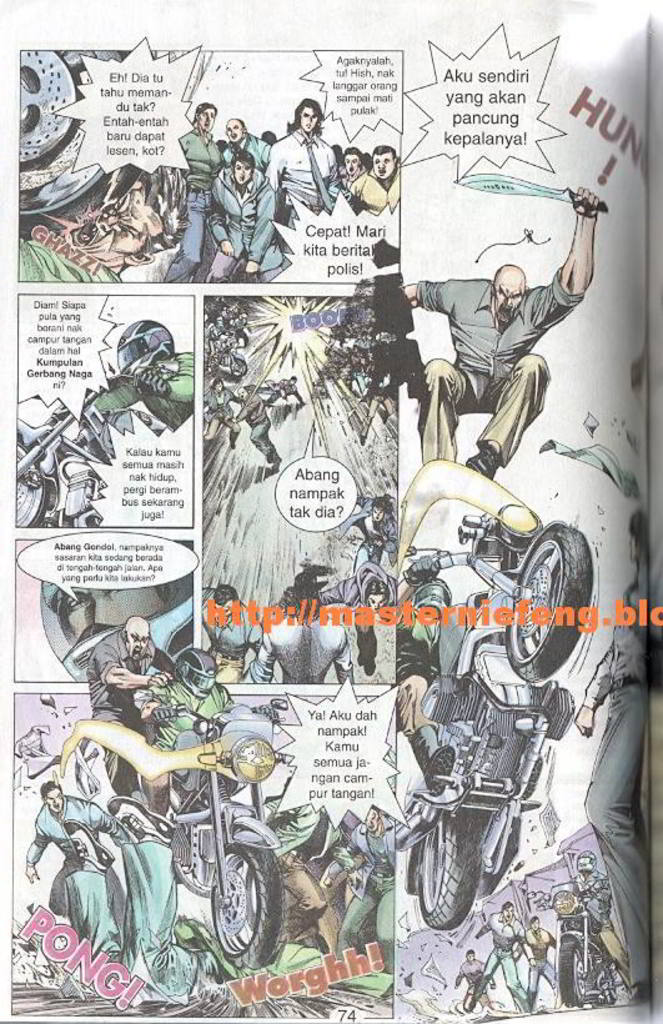 Eh! Dia tu
tahu meman-
du tak?
Entah-entah
baru dapat
lesen, kot?
Agaknyalah,
tu! Hish, nak
langgar orang
sampai mati
pulak!
Cepat! Mari
kita berita
polis!
GHAZZ!
Aku sendiri
yang akan
pancung
kepalanya!
HUN
!
Diam! Siapa
pula yang
borani nak
campur tangan
dalam hal
Kumpulan
Gerbang Naga
ni?
Kalau kamu
semua masih
nak hidup,
pergi beram-
bus sekarang
juga!
BOO
Abang
nampak
tak dia?
Abang Gondol, nampaknya
sasaran kita berada di
tengah-tengah jalan. Apa
yang perlu kita lakukan?
http://masterniefeng.blo
Ya! Aku dah
nampak!
Kamu
semua ja-
ngan cam-
pur tangan!
PONG!
Worghh!
74